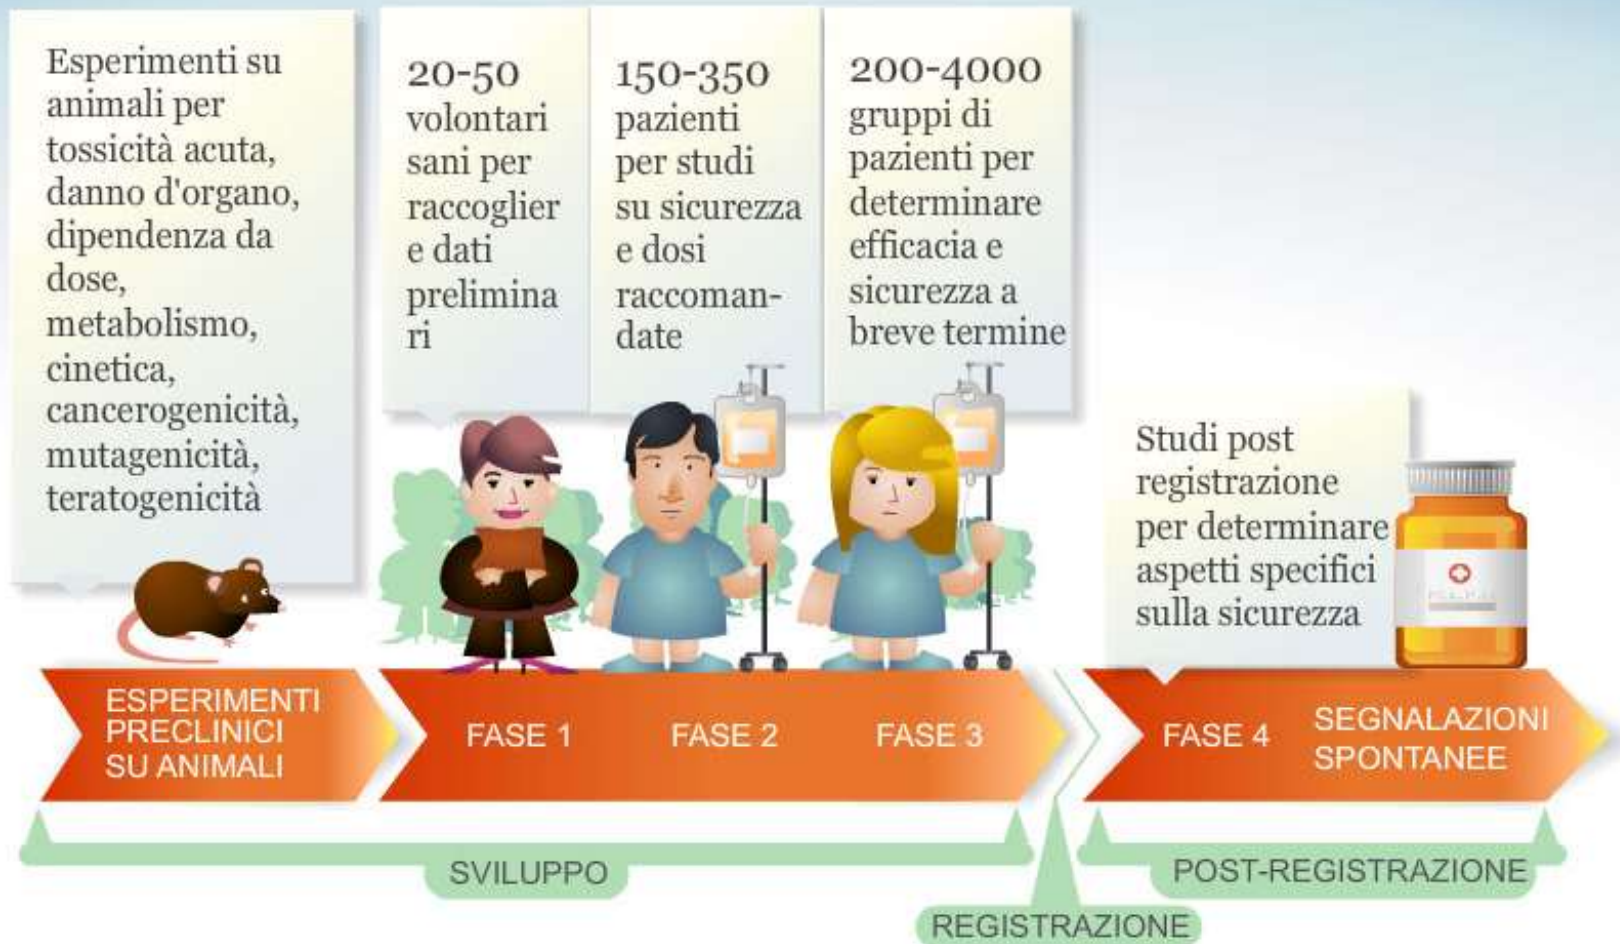 Esperimenti su
animali per
tossicità acuta,
danno d'organo,
dipendenza da
dose,
metabolismo,
cinetica,
cancerogenicità,
mutagenicità,
teratogenicità
20-50
volontari
sani per
raccoglier
e dati
prelimina
ri
150-350
pazienti
per studi
su sicurezza
e dosi
raccoman-
date
200-4000
gruppi di
pazienti per
determinare
efficacia e
sicurezza a
breve termine
Studi post
registrazione
per determinare
aspetti specifici
sulla sicurezza
ESPERIMENTI
PRECLINICI
SU ANIMALI
FASE 1
FASE 2
FASE 3
FASE 4
SEGNALAZIONI
SPONTANEE
SVILUPPO
REGISTRAZIONE
POST-REGISTRAZIONE